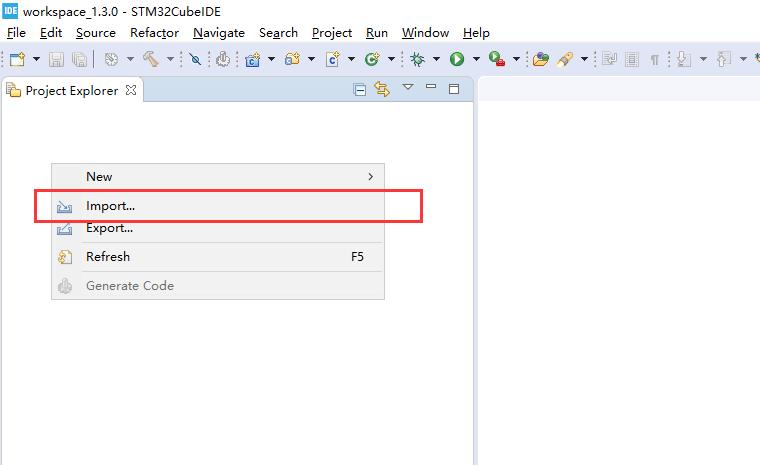 IDE workspace_1.3.0 - STM32CubeIDE
File Edit Source Refactor Navigate Search Project Run Window Help
Project Explorer
New
Import...
Export...
Refresh F5
Generate Code